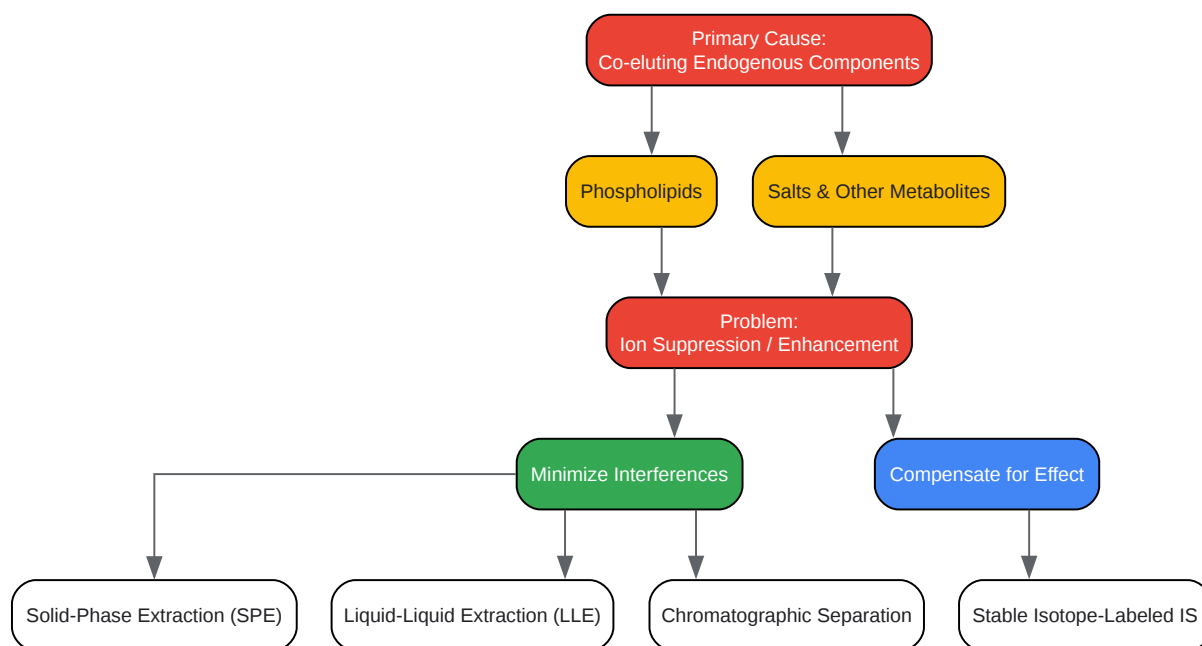 Primary Cause:
Co-eluting Endogenous Components
Phospholipids
Salts & Other Metabolites
Problem:
Ion Suppression / Enhancement
Minimize Interferences
Compensate for Effect
Solid-Phase Extraction (SPE)
Liquid-Liquid Extraction (LLE)
Chromatographic Separation
Stable Isotope-Labeled IS